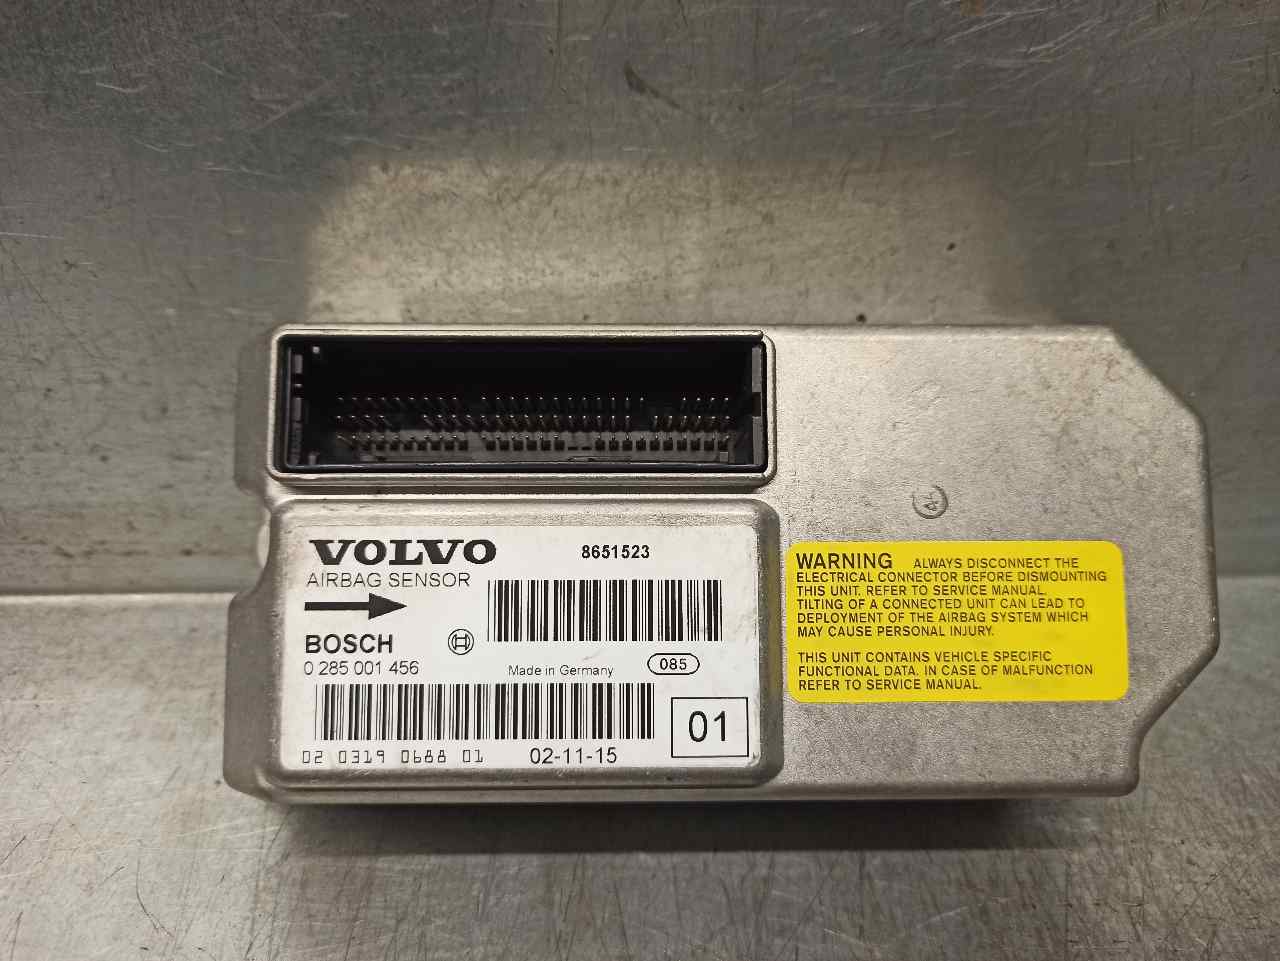 VOLVO 8651523
AIRBAG SENSOR
BOSCH
0 285 001 456 Made in Germany 085
01
02 0319 0688 01 02-11-15
WARNING ALWAYS DISCONNECT THE
ELECTRICAL CONNECTOR BEFORE DISMOUNTING
THIS UNIT. REFER TO SERVICE MANUAL.
TILTING OF A CONNECTED UNIT CAN LEAD TO
DEPLOYMENT OF THE AIRBAG SYSTEM WHICH
MAY CAUSE PERSONAL INJURY.
THIS UNIT CONTAINS VEHICLE SPECIFIC
FUNCTIONAL DATA. IN CASE OF MALFUNCTION
REFER TO SERVICE MANUAL.